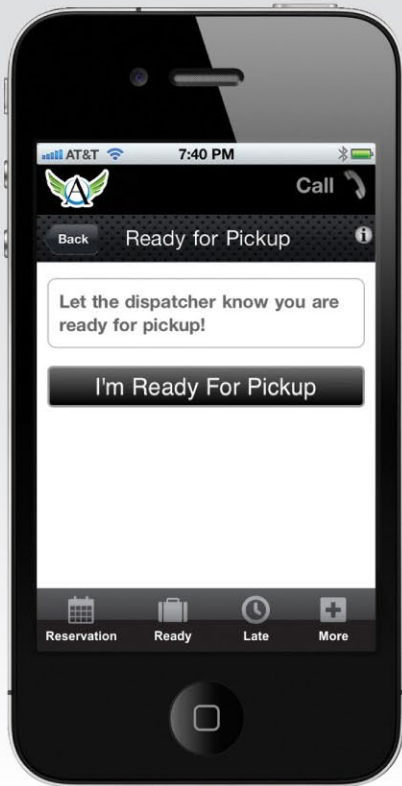 AT&T 7:40 PM
A
Call
Back Ready for Pickup i
Let the dispatcher know you are
ready for pickup!
I'm Ready For Pickup
Reservation Ready Late More